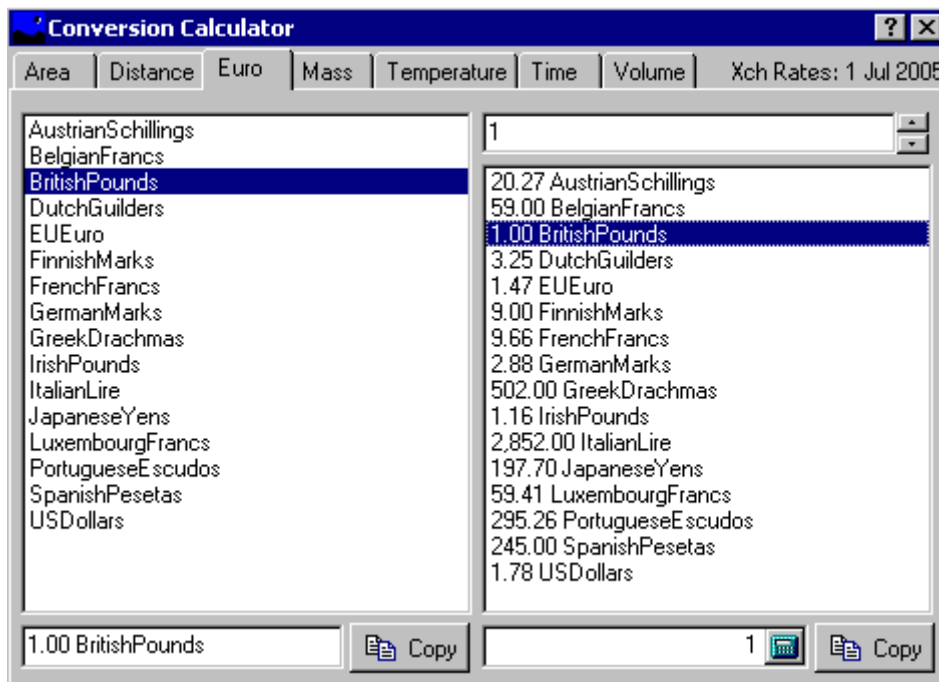 Conversion Calculator
Area Distance Euro Mass Temperature Time Volume Xch Rates: 1 Jul 2005
AustrianSchillings
BelgianFrancs
BritishPounds
DutchGuilders
EUEuro
FinnishMarks
FrenchFrancs
GermanMarks
GreekDrachmas
IrishPounds
ItalianLire
JapaneseYens
LuxembourgFrancs
PortugueseEscudos
SpanishPesetas
USDollars
1.00 BritishPounds
Copy
1
20.27 AustrianSchillings
59.00 BelgianFrancs
1.00 BritishPounds
3.25 DutchGuilders
1.47 EUEuro
9.00 FinnishMarks
9.66 FrenchFrancs
2.88 GermanMarks
502.00 GreekDrachmas
1.16 IrishPounds
2,852.00 ItalianLire
197.70 JapaneseYens
59.41 LuxembourgFrancs
295.26 PortugueseEscudos
245.00 SpanishPesetas
1.78 USDollars
1
Copy